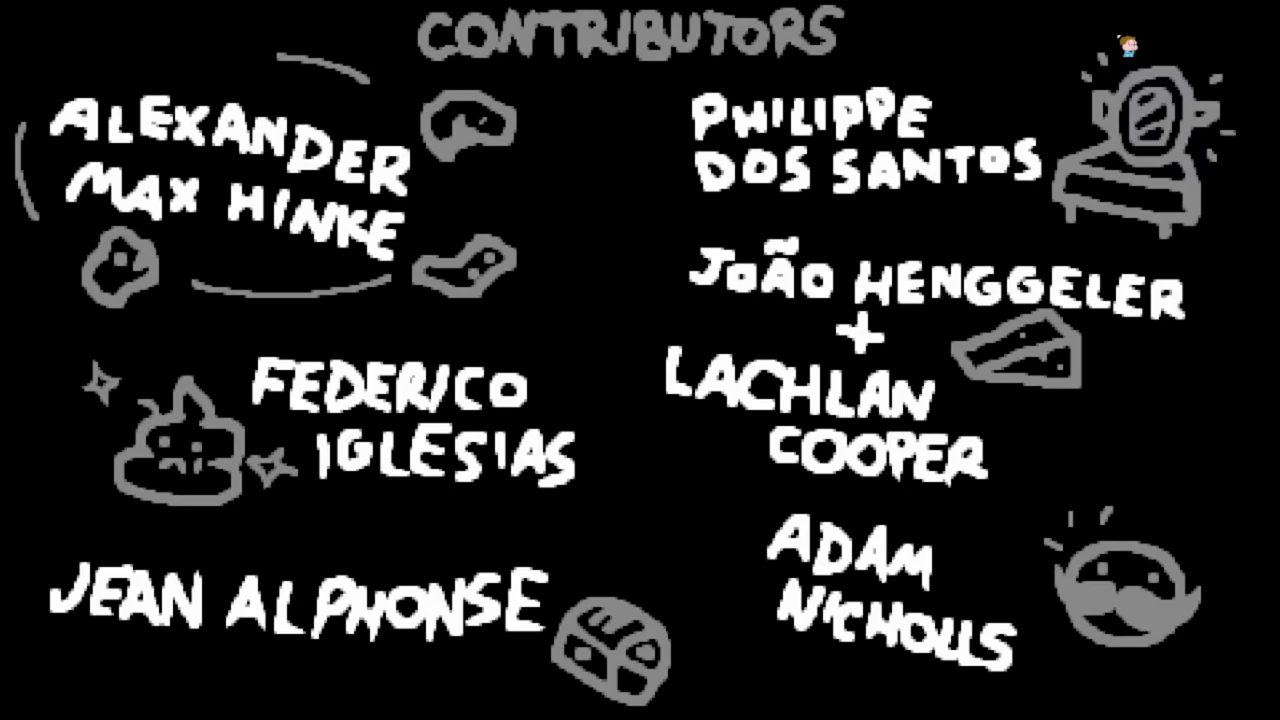 CONTRIBUTORS
ALEXANDER
MAX HINKE
FEDERICO
IGLESIAS
JEAN ALPHONSE
PHILIPPE
DOS SANTOS
JOÃO HENGGELER
+
LACHLAN
COOPER
ADAM
NICHOLLS